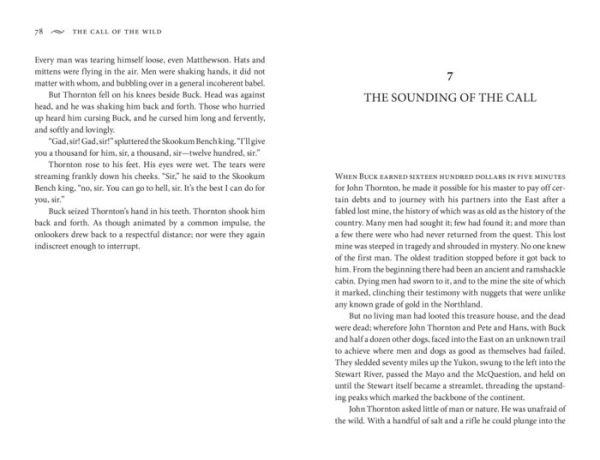 78 THE CALL OF THE WILD
Every man was tearing himself loose, even Matthewson. Hats and
mittens were flying in the air. Men were shaking hands, it did not
matter with whom, and bubbling over in a general incoherent babel.
But Thornton fell on his knees beside Buck. Head was against
head, and he was shaking him back and forth. Those who hurried
up heard him cursing Buck, and he cursed him long and fervently,
and softly and lovingly.
“Gad, sir! Gad, sir!” spluttered the Skookum Bench king. “I’ll give
you a thousand for him, sir, a thousand, sir—twelve hundred, sir.”
Thornton rose to his feet. His eyes were wet. The tears were
streaming frankly down his cheeks. “Sir,” he said to the Skookum
Bench king, “no, sir. You can go to hell, sir. It’s the best I can do for
you, sir.”
Buck seized Thornton’s hand in his teeth. Thornton shook him
back and forth. As though animated by a common impulse, the
onlookers drew back to a respectful distance; nor were they again
indiscreet enough to interrupt.
7
THE SOUNDING OF THE CALL
WHEN BUCK EARNED SIXTEEN HUNDRED DOLLARS IN FIVE MINUTES
for John Thornton, he made it possible for his master to pay off cer-
tain debts and to journey with his partners into the East after a
fabled lost mine, the history of which was as old as the history of the
country. Many men had sought it; few had found it; and more than
a few there were who had never returned from the quest. This lost
mine was steeped in tragedy and shrouded in mystery. No one knew
of the first man. The oldest tradition stopped before it got back to
him. From the beginning there had been an ancient and ramshackle
cabin. Dying men had sworn to it, and to the mine the site of which
it marked, clinching their testimony with nuggets that were unlike
any known grade of gold in the Northland.
But no living man had looted this treasure house, and the dead
were dead; wherefore John Thornton and Pete and Hans, with Buck
and half a dozen other dogs, faced into the East on an unknown trail
to achieve where men and dogs as good as themselves had failed.
They sledded seventy miles up the Yukon, swung to the left into the
Stewart River, passed the Mayo and the McQuestion, and held on
until the Stewart itself became a streamlet, threading the upstand-
ing peaks which marked the backbone of the continent.
John Thornton asked little of man or nature. He was unafraid of
the wild. With a handful of salt and a rifle he could plunge into the